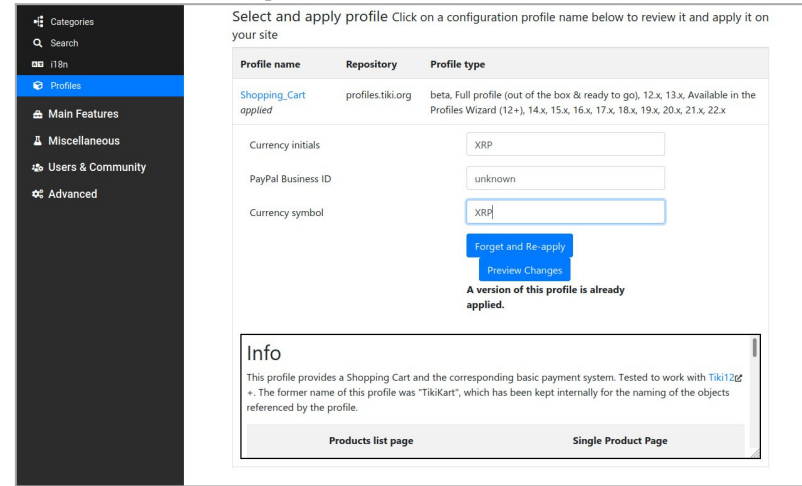 Categories
Search
i18n
Profiles
Main Features
Miscellaneous
Users & Community
Advanced
Select and apply profile Click on a configuration profile name below to review it and apply it on
your site
Profile name Repository Profile type
Shopping_Cart profiles.tiki.org beta, Full profile (out of the box & ready to go), 12.x, 13.x, Available in the
applied Profiles Wizard (12+), 14.x, 15.x, 16.x, 17.x, 18.x, 19.x, 20.x, 21.x, 22.x
Currency initials XRP
PayPal Business ID unknown
Currency symbol XRP
Forget and Re-apply
Preview Changes
A version of this profile is already
applied.
Info
This profile provides a Shopping Cart and the corresponding basic payment system. Tested to work with Tiki12
+. The former name of this profile was "TikiKart", which has been kept internally for the naming of the objects
referenced by the profile.
Products list page Single Product Page